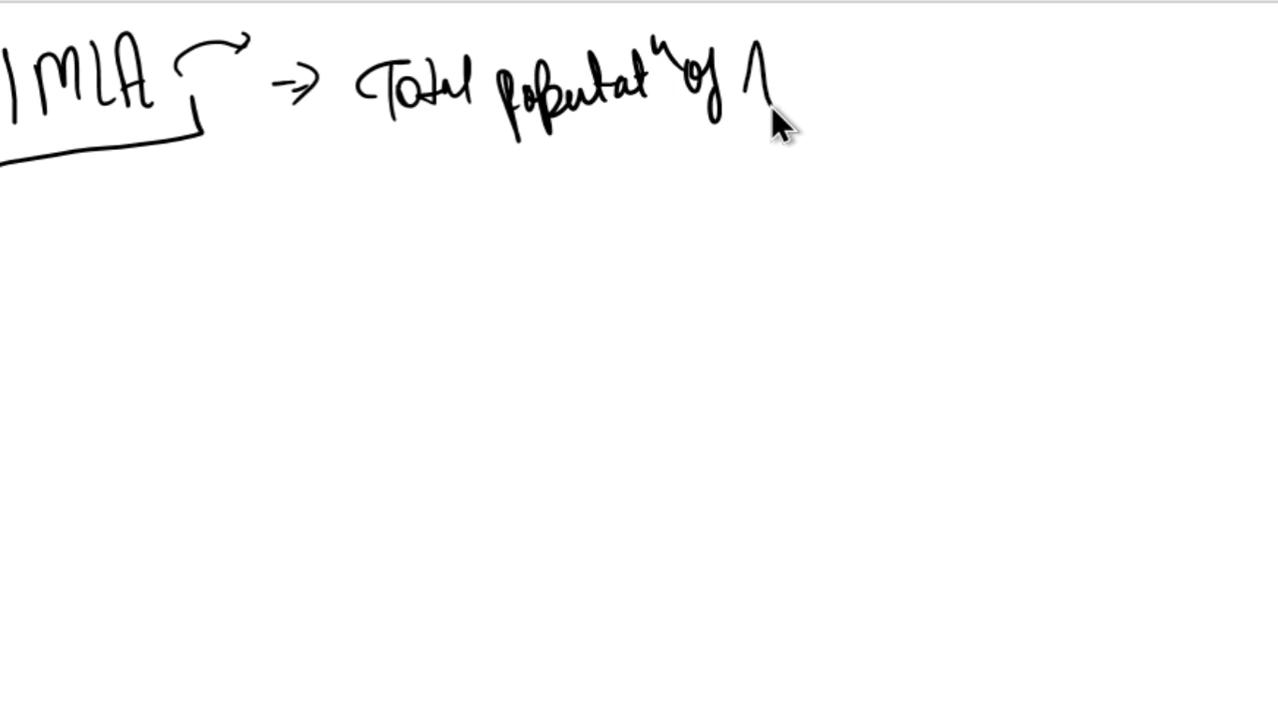 1 MLA → Total populatⁿ of